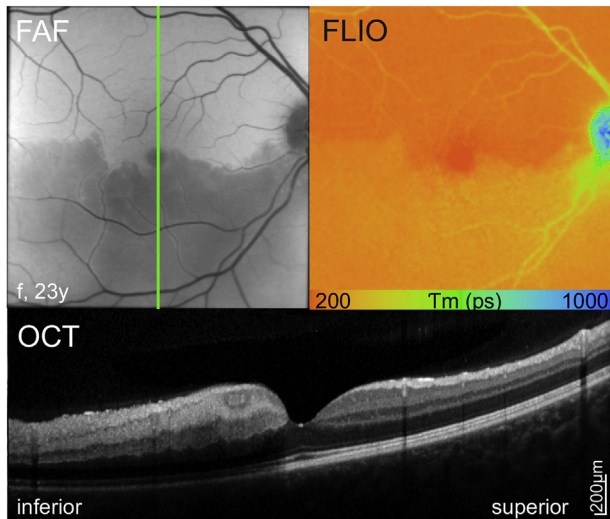 FAF
FLIO
f, 23y
200 Tm (ps) 1000
OCT
inferior
superior
200µm